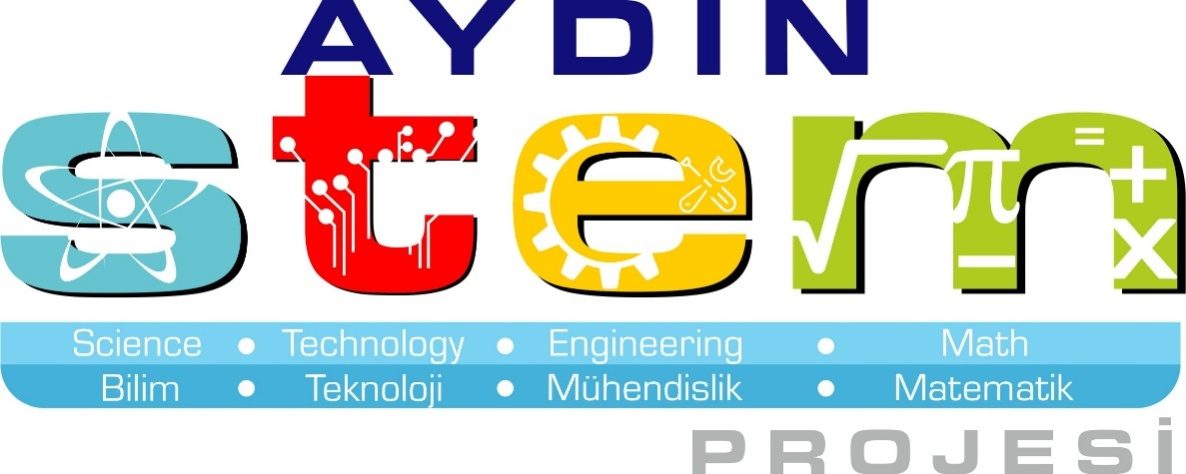 AYDIN
stem
Science • Technology • Engineering • Math
Bilim • Teknoloji • Mühendislik • Matematik
PROJESİ